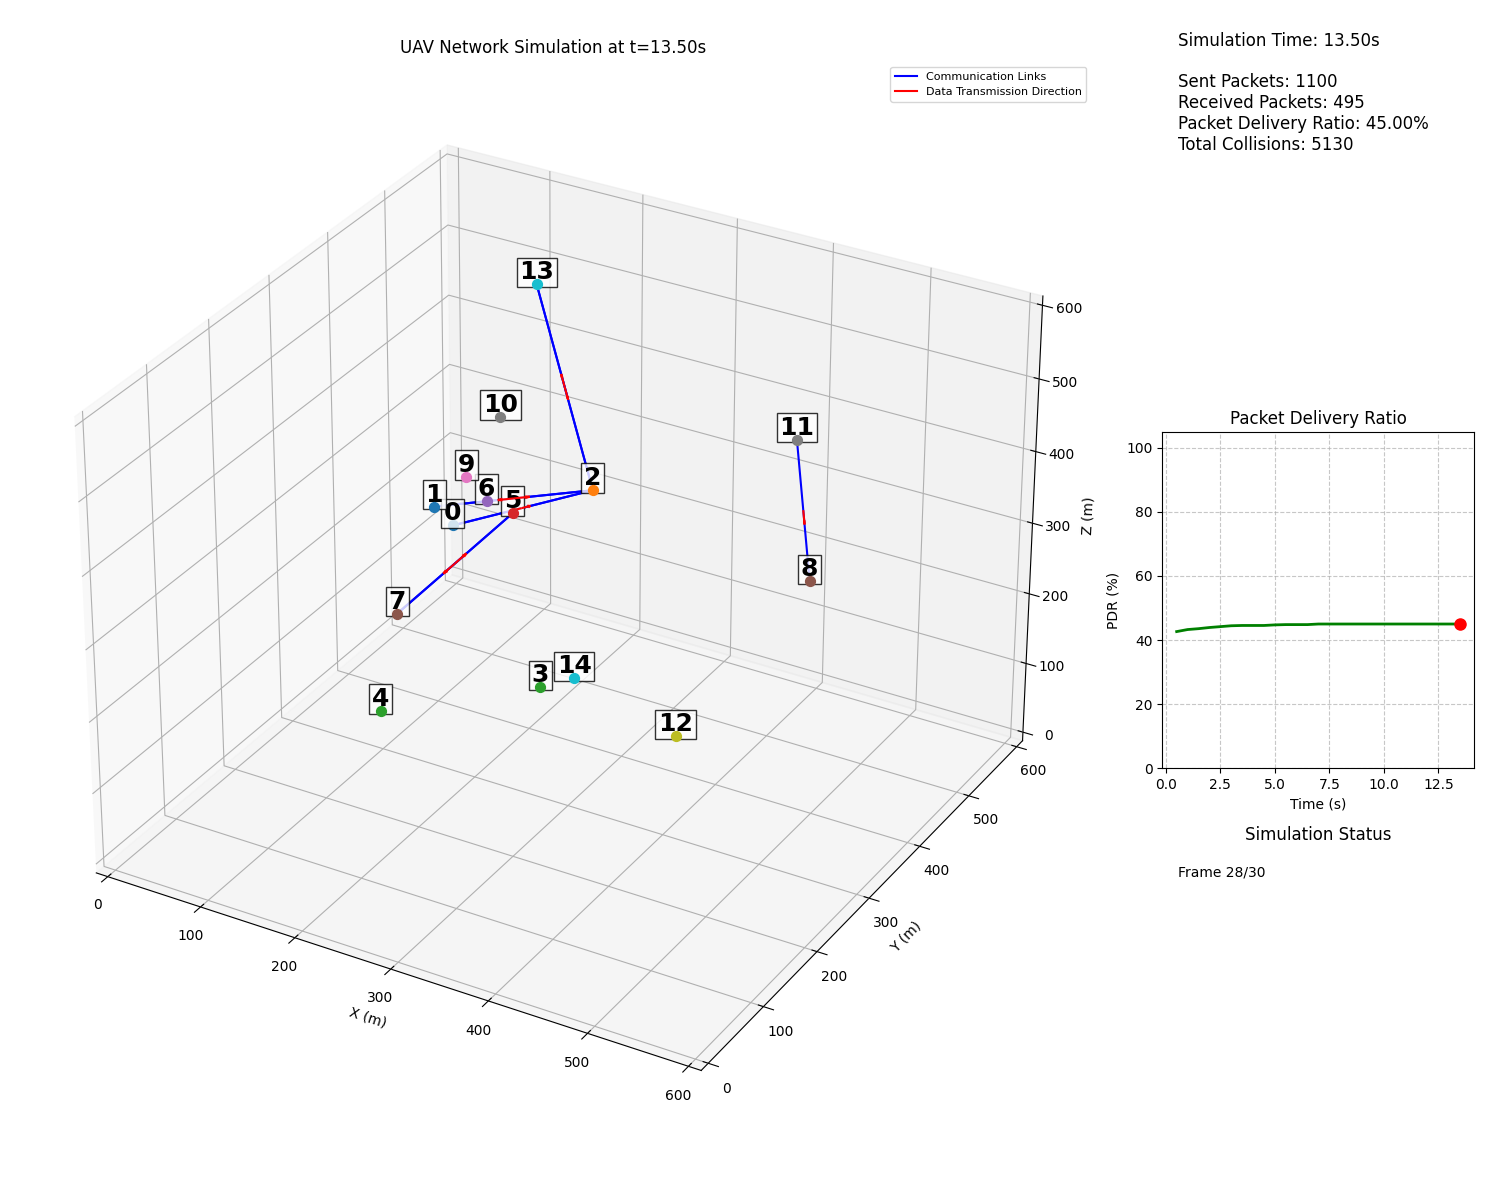 UAV Network Simulation at t=13.50s
Communication Links
Data Transmission Direction
Simulation Time: 13.50s
Sent Packets: 1100
Received Packets: 495
Packet Delivery Ratio: 45.00%
Total Collisions: 5130
13
10
11
9
6
2
1
5
0
8
7
3
14
4
12
600
500
400
300
200
100
0
Z (m)
0
100
200
300
400
500
600
X (m)
0
100
200
300
400
500
600
Y (m)
Packet Delivery Ratio
100
80
60
40
20
0
PDR (%)
0.0 2.5 5.0 7.5 10.0 12.5
Time (s)
Simulation Status
Frame 28/30